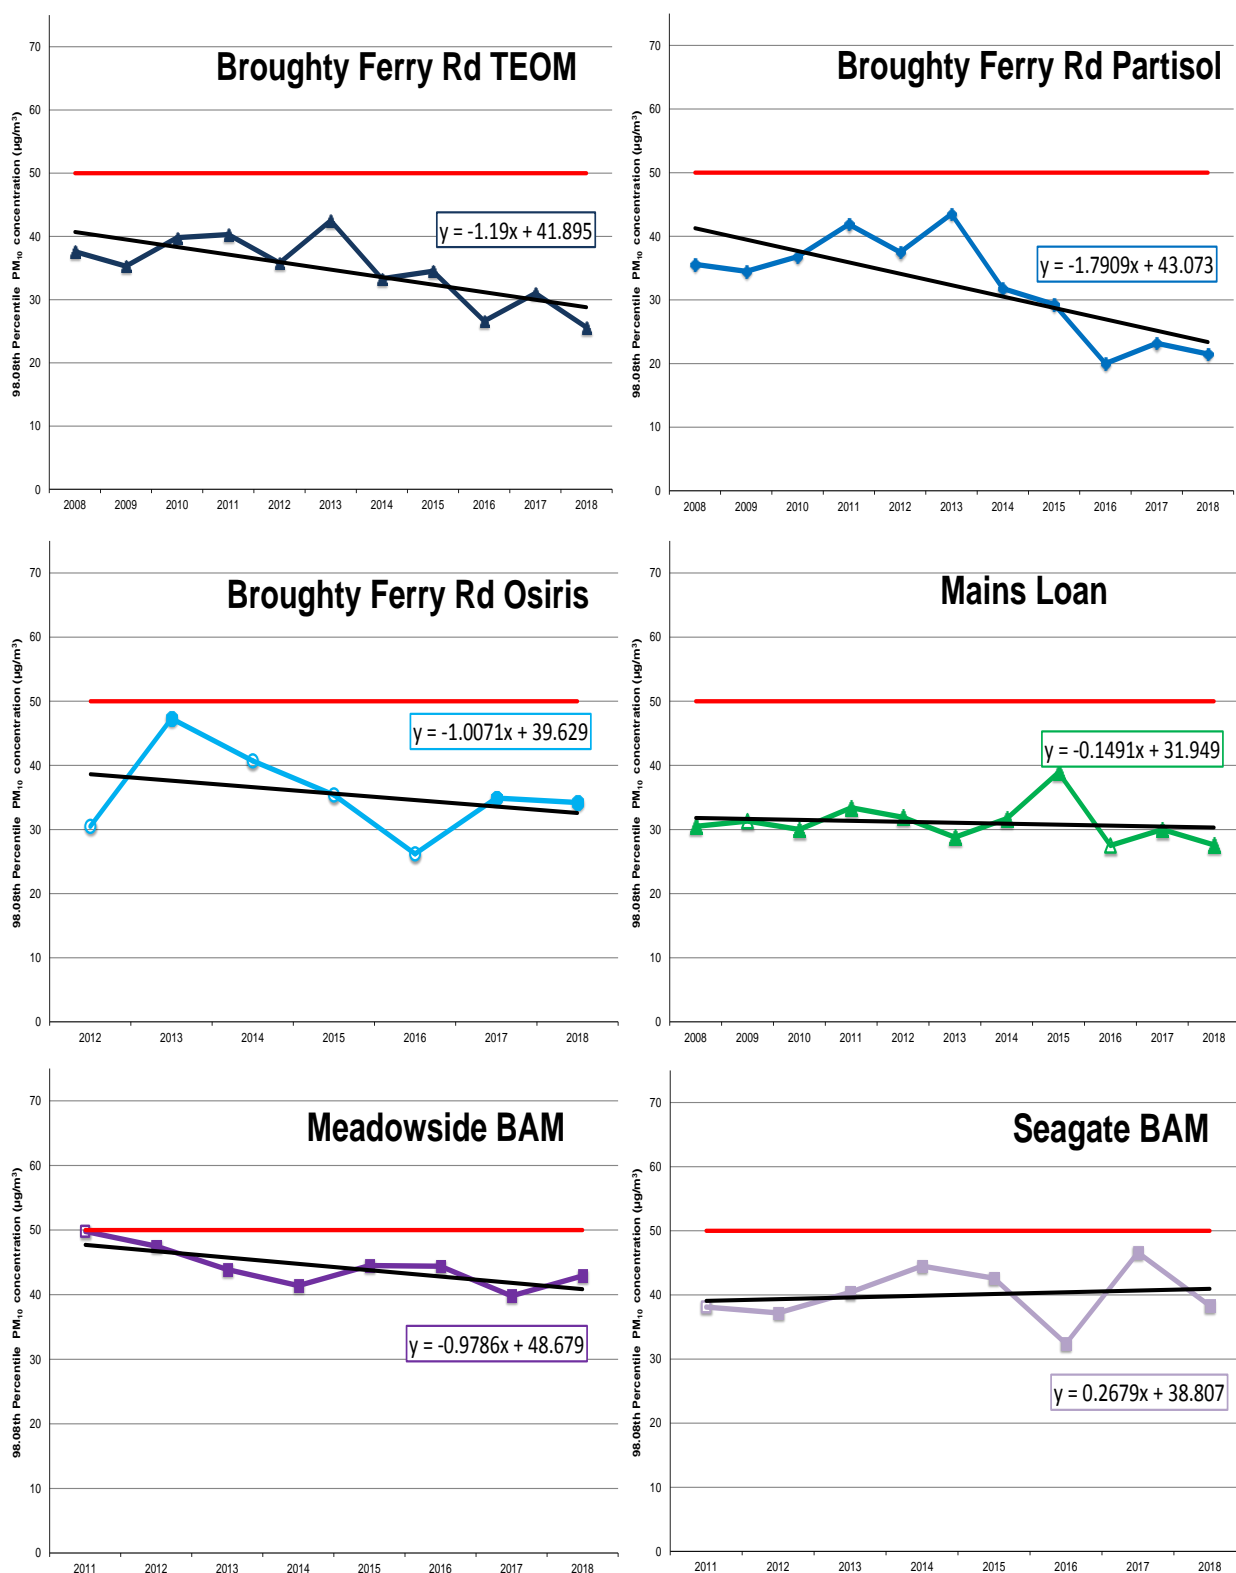 Broughty Ferry Rd TEOM
98.08th Percentile PM₁₀ concentration (µg/m³)
70
60
50
40
30
20
10
0
y = -1.19x + 41.895
2008 2009 2010 2011 2012 2013 2014 2015 2016 2017 2018
Broughty Ferry Rd Partisol
98.08th Percentile PM₁₀ concentration (µg/m³)
70
60
50
40
30
20
10
0
y = -1.7909x + 43.073
2008 2009 2010 2011 2012 2013 2014 2015 2016 2017 2018
Broughty Ferry Rd Osiris
98.08th Percentile PM₁₀ concentration (µg/m³)
70
60
50
40
30
20
10
0
y = -1.0071x + 39.629
2012 2013 2014 2015 2016 2017 2018
Mains Loan
98.08th Percentile PM₁₀ concentration (µg/m³)
70
60
50
40
30
20
10
0
y = -0.1491x + 31.949
2008 2009 2010 2011 2012 2013 2014 2015 2016 2017 2018
Meadowside BAM
98.08th Percentile PM₁₀ concentration (µg/m³)
70
60
50
40
30
20
10
0
y = -0.9786x + 48.679
2011 2012 2013 2014 2015 2016 2017 2018
Seagate BAM
98.08th Percentile PM₁₀ concentration (µg/m³)
70
60
50
40
30
20
10
0
y = 0.2679x + 38.807
2011 2012 2013 2014 2015 2016 2017 2018